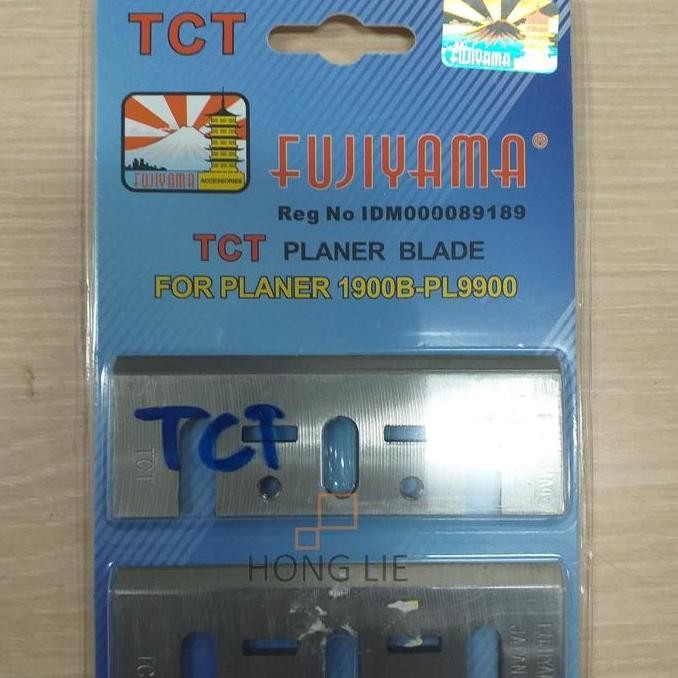 TCT
FUJIYAMA
FUJIYAMA ACCESSORIES
FUJIYAMA®
Reg No IDM000089189
TCT PLANER BLADE
FOR PLANER 1900B-PL9900
TCT
TCT
HONG LIE